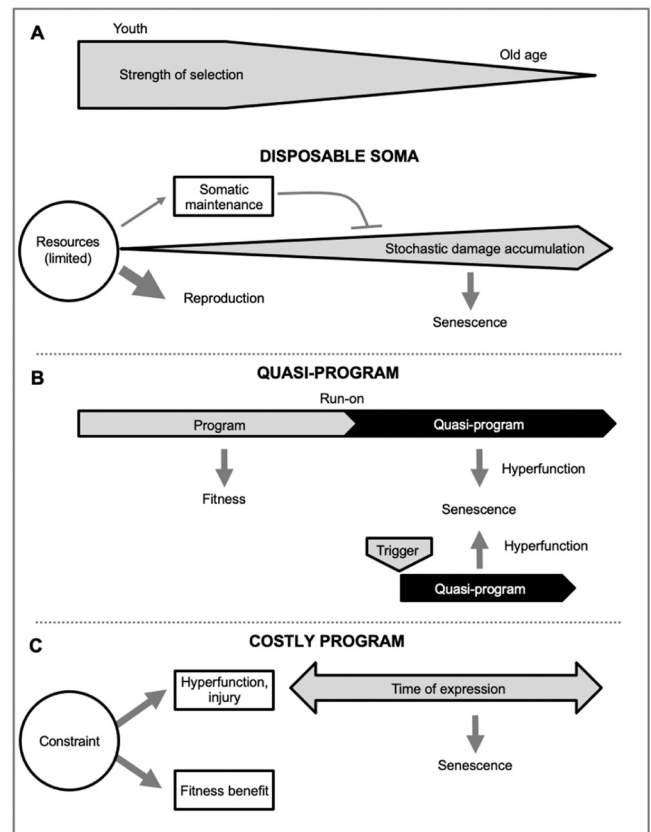 A
Youth
Old age
Strength of selection
DISPOSABLE SOMA
Somatic
maintenance
Resources
(limited)
Stochastic damage accumulation
Reproduction
Senescence
B
QUASI-PROGRAM
Run-on
Program
Quasi-program
Hyperfunction
Fitness
Senescence
Trigger
Hyperfunction
Quasi-program
C
COSTLY PROGRAM
Hyperfunction,
injury
Time of expression
Constraint
Senescence
Fitness benefit